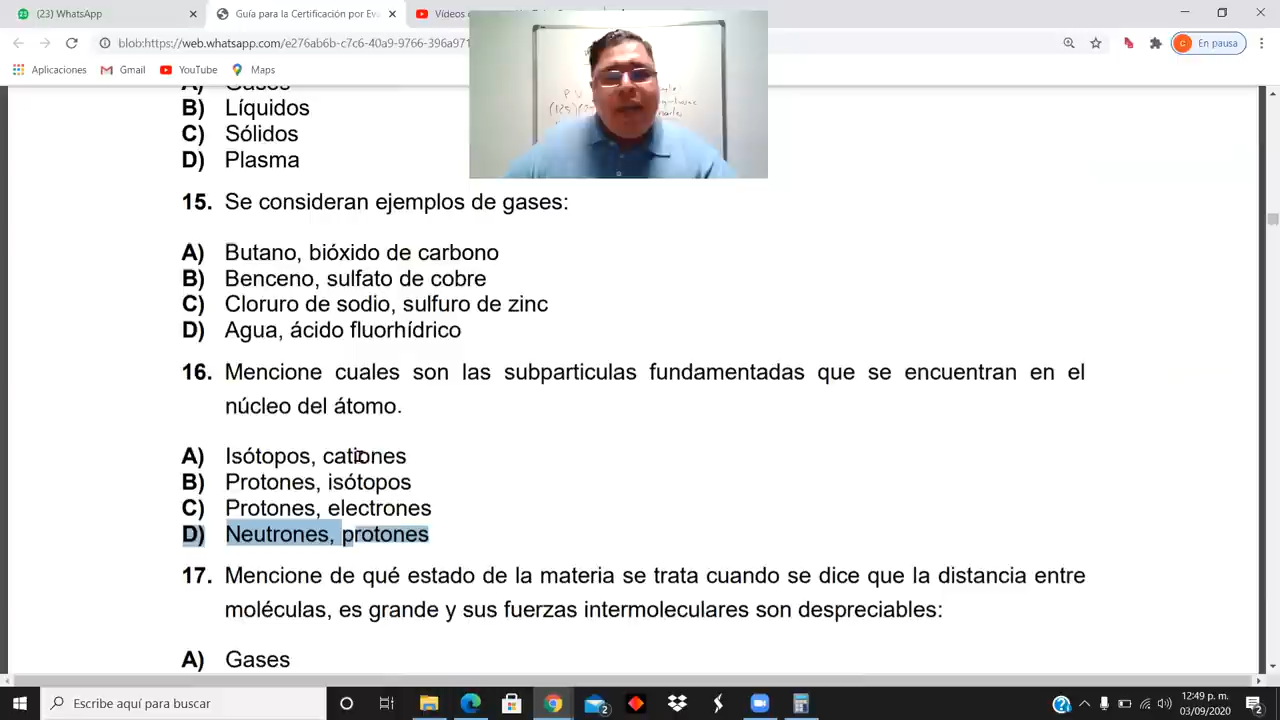 (23) WhatsApp
Guía para la Certificación por Eva
Videos
blob:https://web.whatsapp.com/e276ab6b-c7c6-40a9-9766-396a971
En pausa
Aplicaciones
Gmail
YouTube
Maps
Gases
B) Líquidos
C) Sólidos
D) Plasma
15. Se consideran ejemplos de gases:
A) Butano, bióxido de carbono
B) Benceno, sulfato de cobre
C) Cloruro de sodio, sulfuro de zinc
D) Agua, ácido fluorhídrico
16. Mencione cuales son las subparticulas fundamentadas que se encuentran en el
núcleo del átomo.
A) Isótopos, cationes
B) Protones, isótopos
C) Protones, electrones
D) Neutrones, protones
17. Mencione de qué estado de la materia se trata cuando se dice que la distancia entre
moléculas, es grande y sus fuerzas intermoleculares son despreciables:
A) Gases
Escribe aquí para buscar
12:49 p. m.
03/09/2020